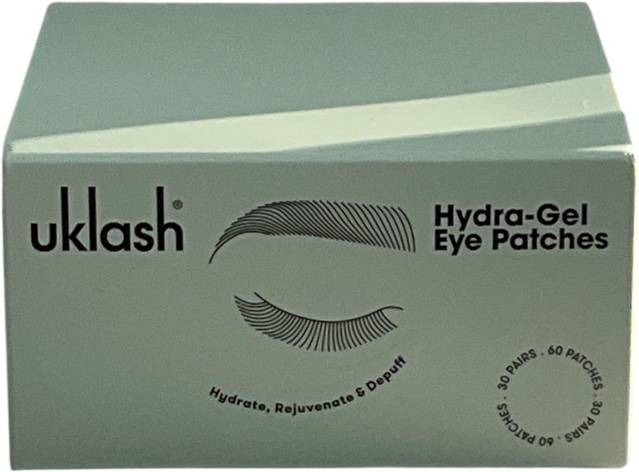 uklash®
Hydra-Gel
Eye Patches
Hydrate, Rejuvenate & Depuff
30 PAIRS . 60 PATCHES . 30 PAIRS . 60 PATCHES .